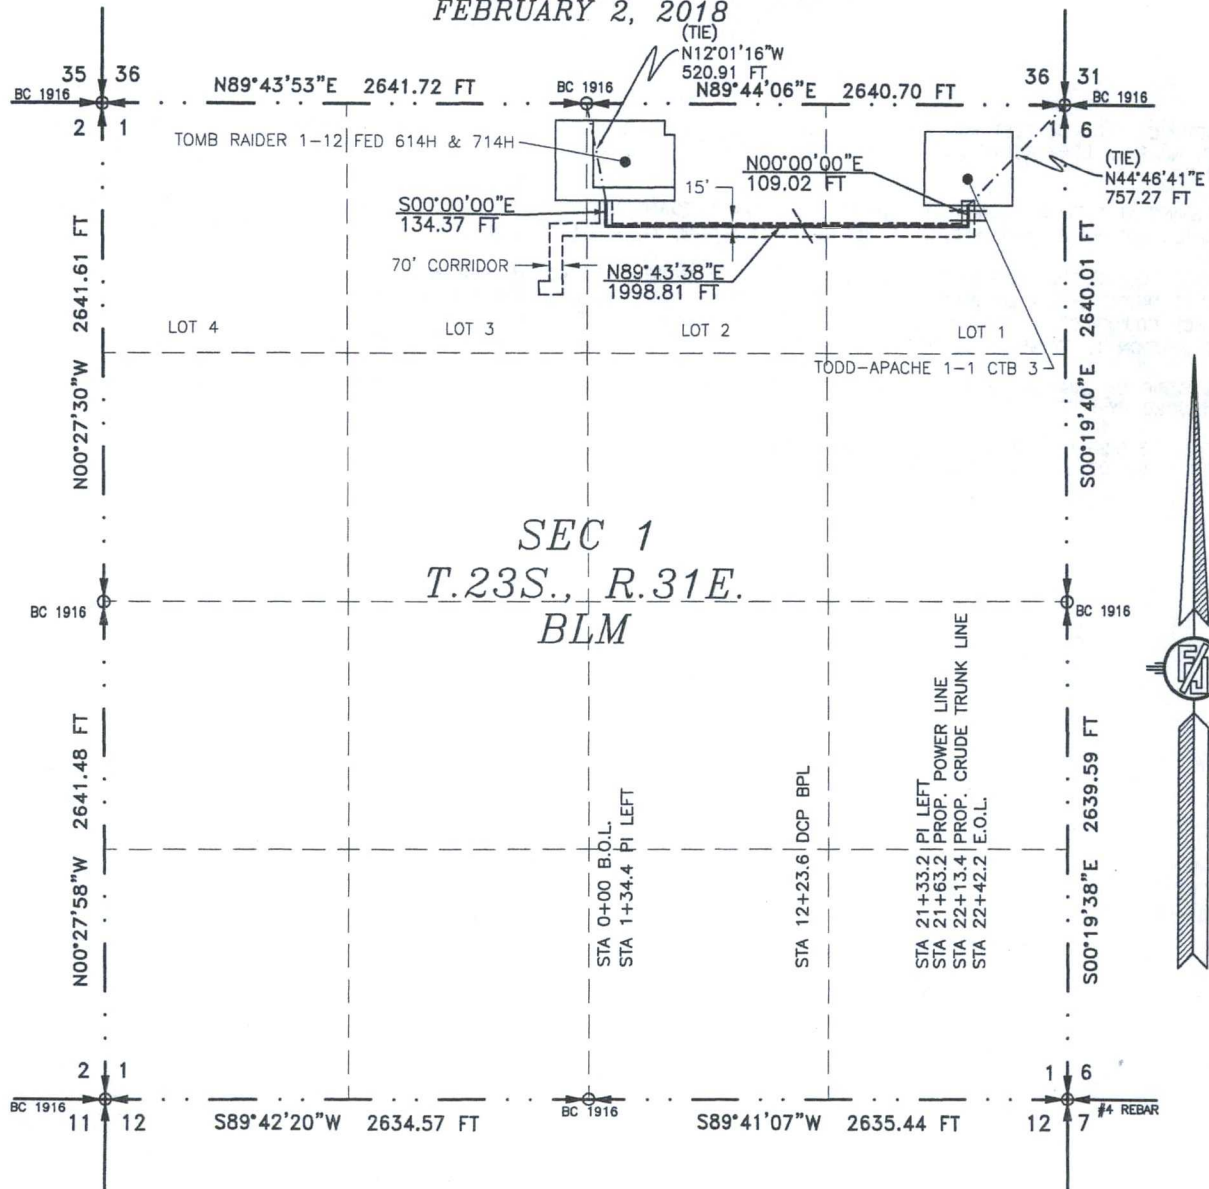 FEBRUARY 2, 2018
(TIE)
N12°01'16"W
520.91 FT
35 36
N89°43'53"E 2641.72 FT
BC 1916
N89°44'06"E 2640.70 FT
36 31
BC 1916
BC 1916
2 1
1 6
TOMB RAIDER 1-12 FED 614H & 714H
N00°00'00"E
109.02 FT
(TIE)
N44°46'41"E
757.27 FT
15'
S00°00'00"E
134.37 FT
70' CORRIDOR
N89°43'38"E
1998.81 FT
N00°27'30"W 2641.61 FT
S00°19'40"E 2640.01 FT
LOT 4
LOT 3
LOT 2
LOT 1
TODD-APACHE 1-1 CTB 3
SEC 1
T.23S., R.31E.
BLM
BC 1916
BC 1916
N00°27'58"W 2641.48 FT
STA 0+00 B.O.L.
STA 1+34.4 PI LEFT
STA 12+23.6 DCP BPL
STA 21+33.2 PI LEFT
STA 21+63.2 PROP. POWER LINE
STA 22+13.4 PROP. CRUDE TRUNK LINE
STA 22+42.2 E.O.L.
S00°19'38"E 2639.59 FT
2 1
1 6
BC 1916
BC 1916
#4 REBAR
11 12
S89°42'20"W 2634.57 FT
S89°41'07"W 2635.44 FT
12 7